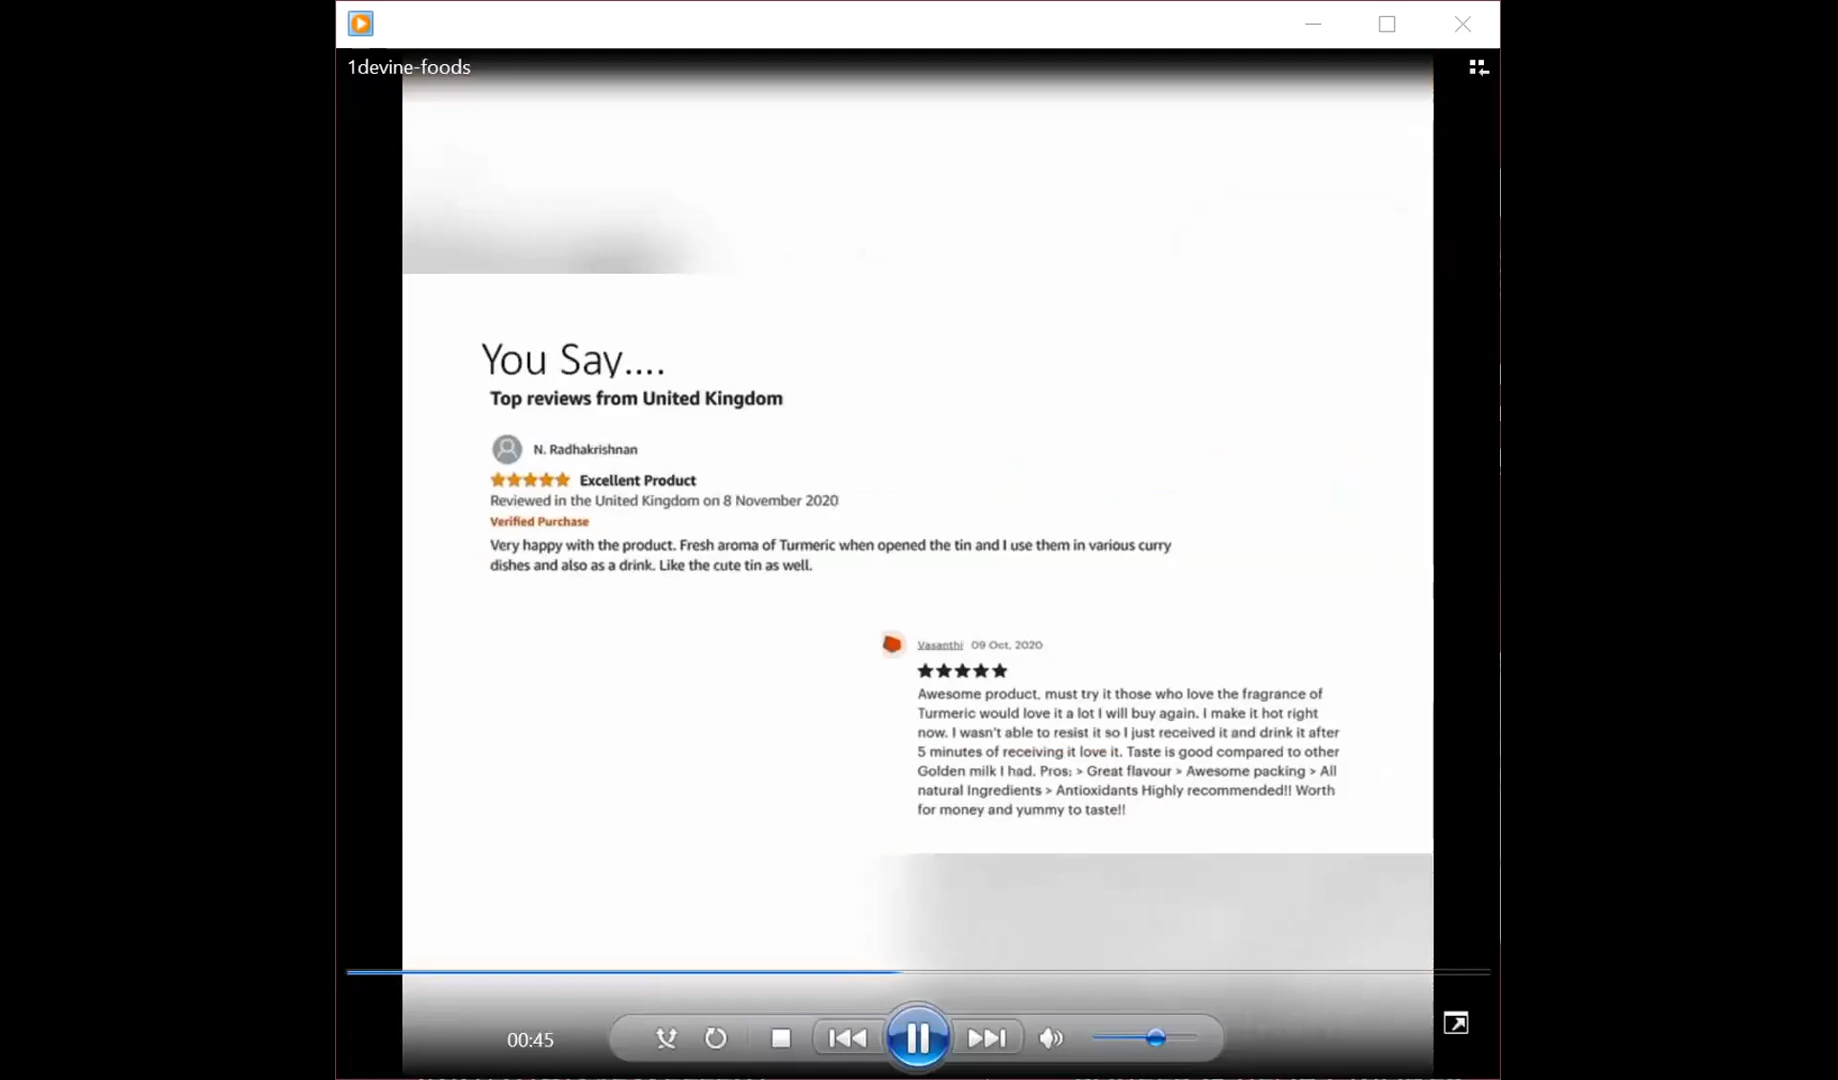 1devine-foods
You Say....
Top reviews from United Kingdom
N. Radhakrishnan
Excellent Product
Reviewed in the United Kingdom on 8 November 2020
Verified Purchase
Very happy with the product. Fresh aroma of Turmeric when opened the tin and I use them in various curry
dishes and also as a drink. Like the cute tin as well.
Vasanthi 09 Oct, 2020
Awesome product, must try it those who love the fragrance of
Turmeric would love it a lot I will buy again. I make it hot right
now. I wasn't able to resist it so I just received it and drink it after
5 minutes of receiving it love it. Taste is good compared to other
Golden milk I had. Pros: > Great flavour > Awesome packing > All
natural Ingredients > Antioxidants Highly recommended!! Worth
for money and yummy to taste!!
00:45